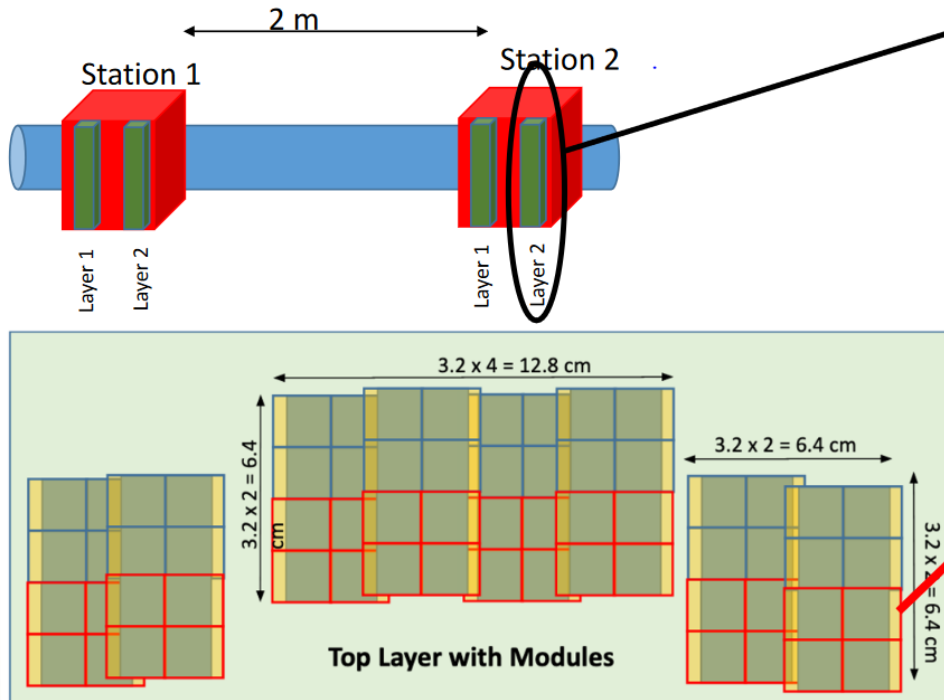 2 m
Station 1
Station 2
Layer 1
Layer 2
Layer 1
Layer 2
3.2 x 4 = 12.8 cm
3.2 x 2 = 6.4
cm
3.2 x 2 = 6.4 cm
3.2 x 2 = 6.4 cm
Top Layer with Modules